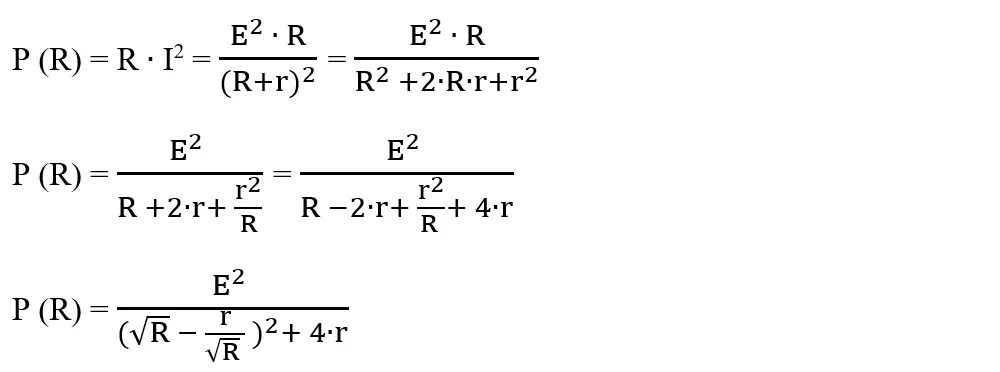 P (R) = R · I² = E² · R / (R+r)² = E² · R / R² +2·R·r+r²
P (R) = E² / R +2·r+ r²/R = E² / R −2·r+ r²/R + 4·r
P (R) = E² / (√R − r/√R )²+ 4·r